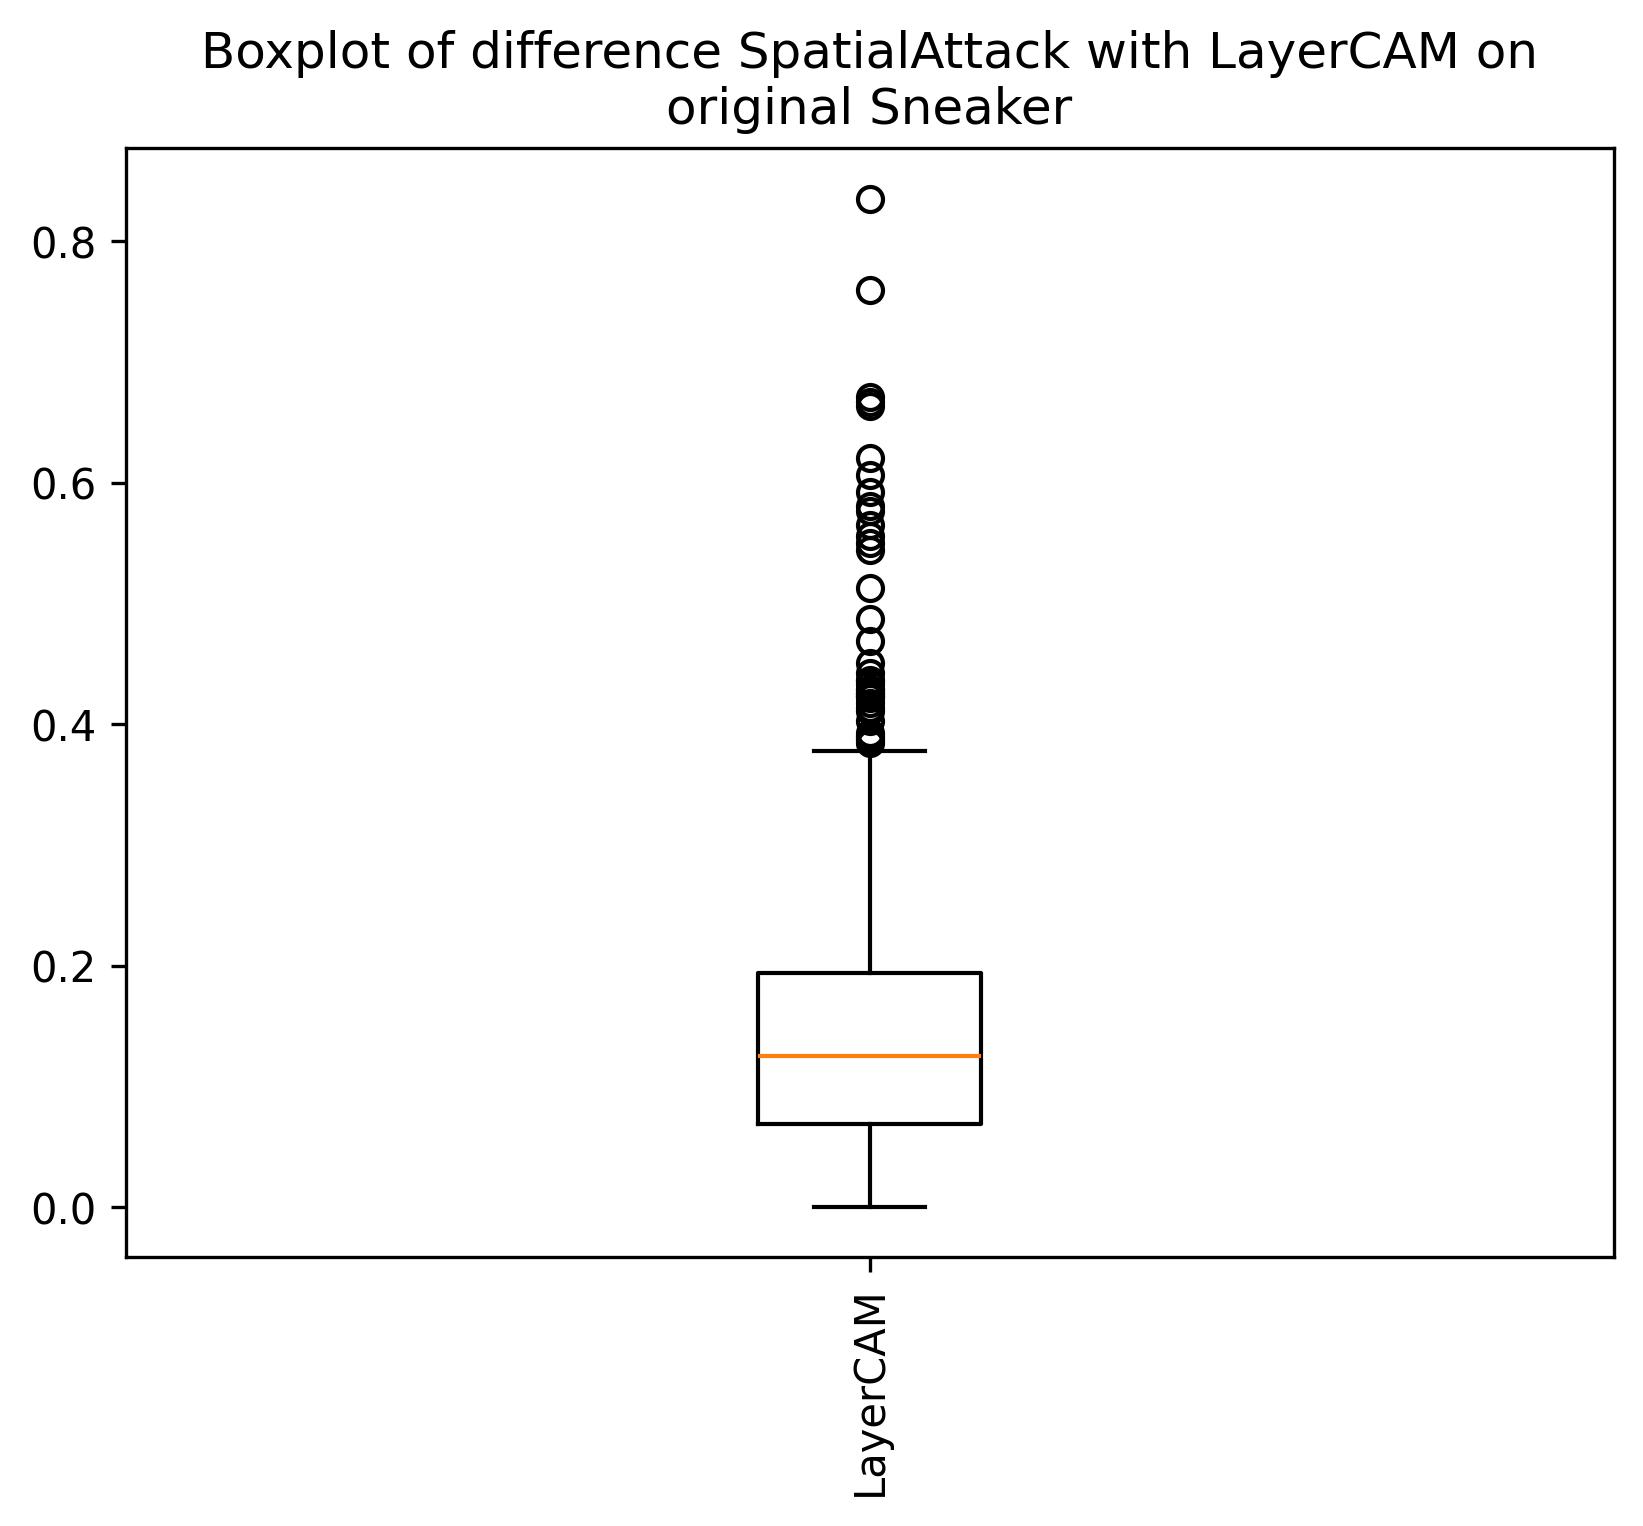 Boxplot of difference SpatialAttack with LayerCAM on
original Sneaker
0.8
0.6
0.4
0.2
0.0
LayerCAM